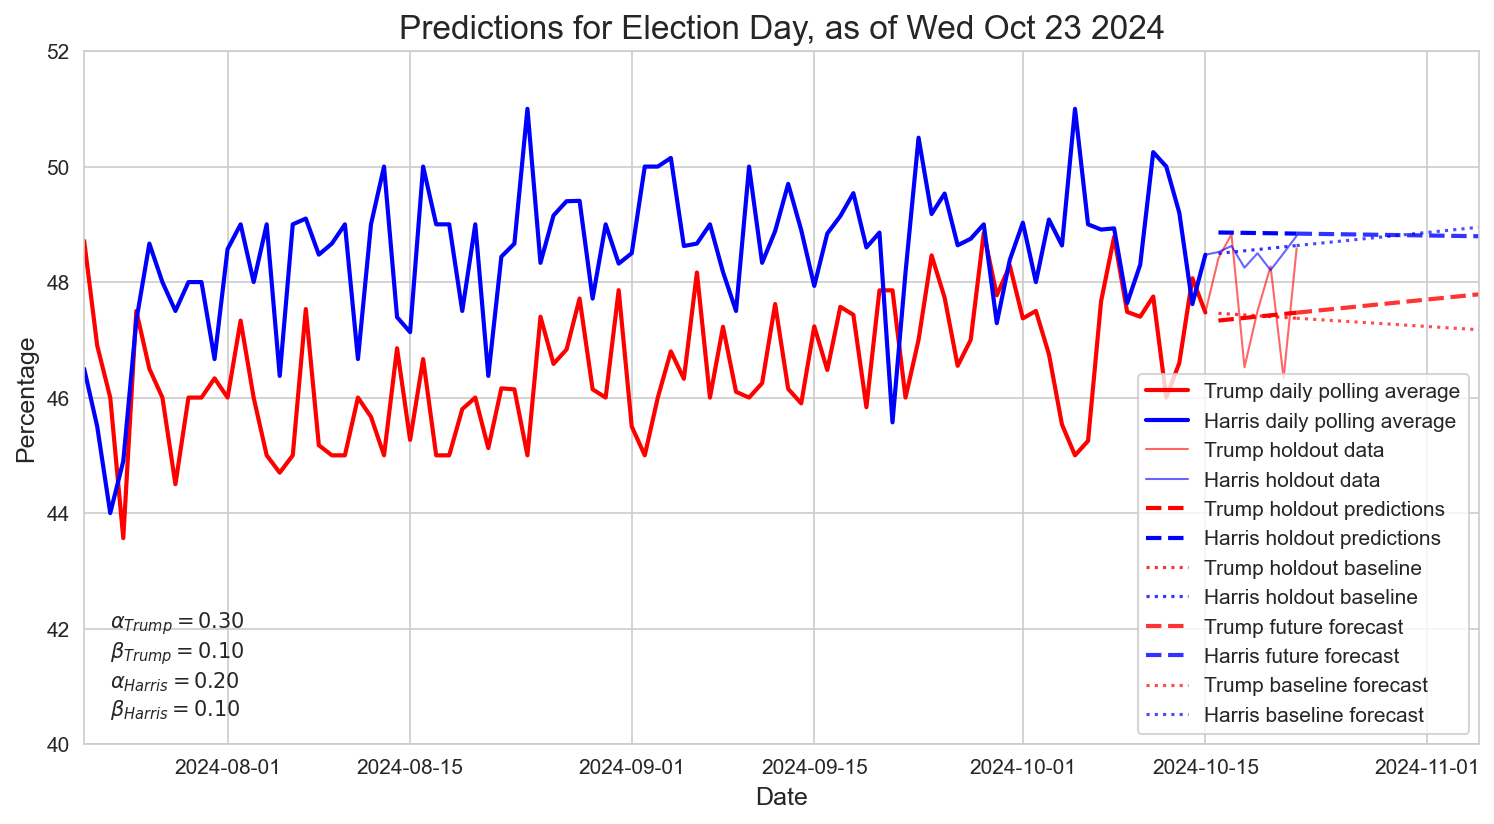 Predictions for Election Day, as of Wed Oct 23 2024
52
50
48
46
44
42
40
Percentage
α_Trump = 0.30
β_Trump = 0.10
α_Harris = 0.20
β_Harris = 0.10
Trump daily polling average
Harris daily polling average
Trump holdout data
Harris holdout data
Trump holdout predictions
Harris holdout predictions
Trump holdout baseline
Harris holdout baseline
Trump future forecast
Harris future forecast
Trump baseline forecast
Harris baseline forecast
2024-08-01 2024-08-15 2024-09-01 2024-09-15 2024-10-01 2024-10-15 2024-11-01
Date